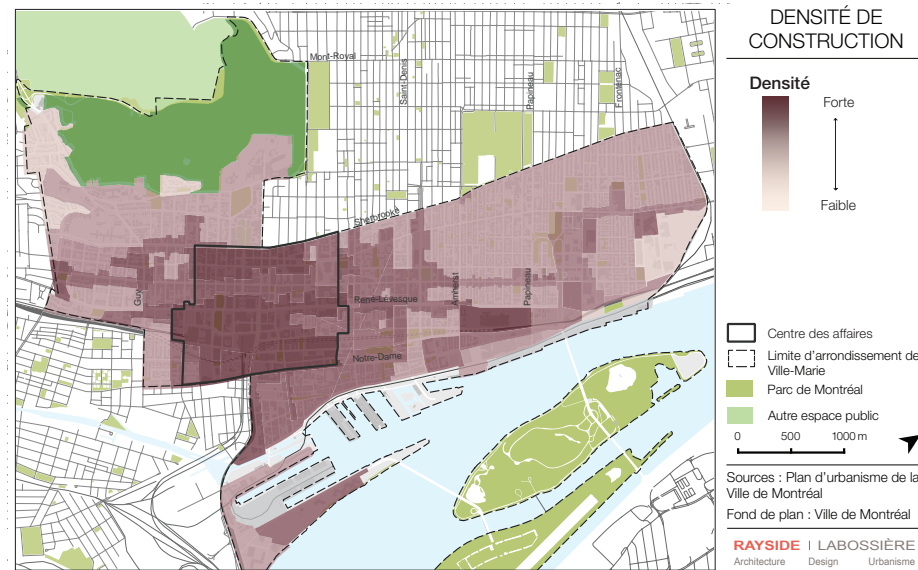 DENSITÉ DE
CONSTRUCTION
Densité
Forte
Faible
Mont-Royal
Saint-Denis
Papineau
Frontenac
Sherbrooke
Guy
René-Lévesque
Amherst
Papineau
Notre-Dame
Centre des affaires
Limite d'arrondissement de
Ville-Marie
Parc de Montréal
Autre espace public
0 500 1000 m
Sources : Plan d'urbanisme de la
Ville de Montréal
Fond de plan : Ville de Montréal
RAYSIDE | LABOSSIÈRE
Architecture Design Urbanisme